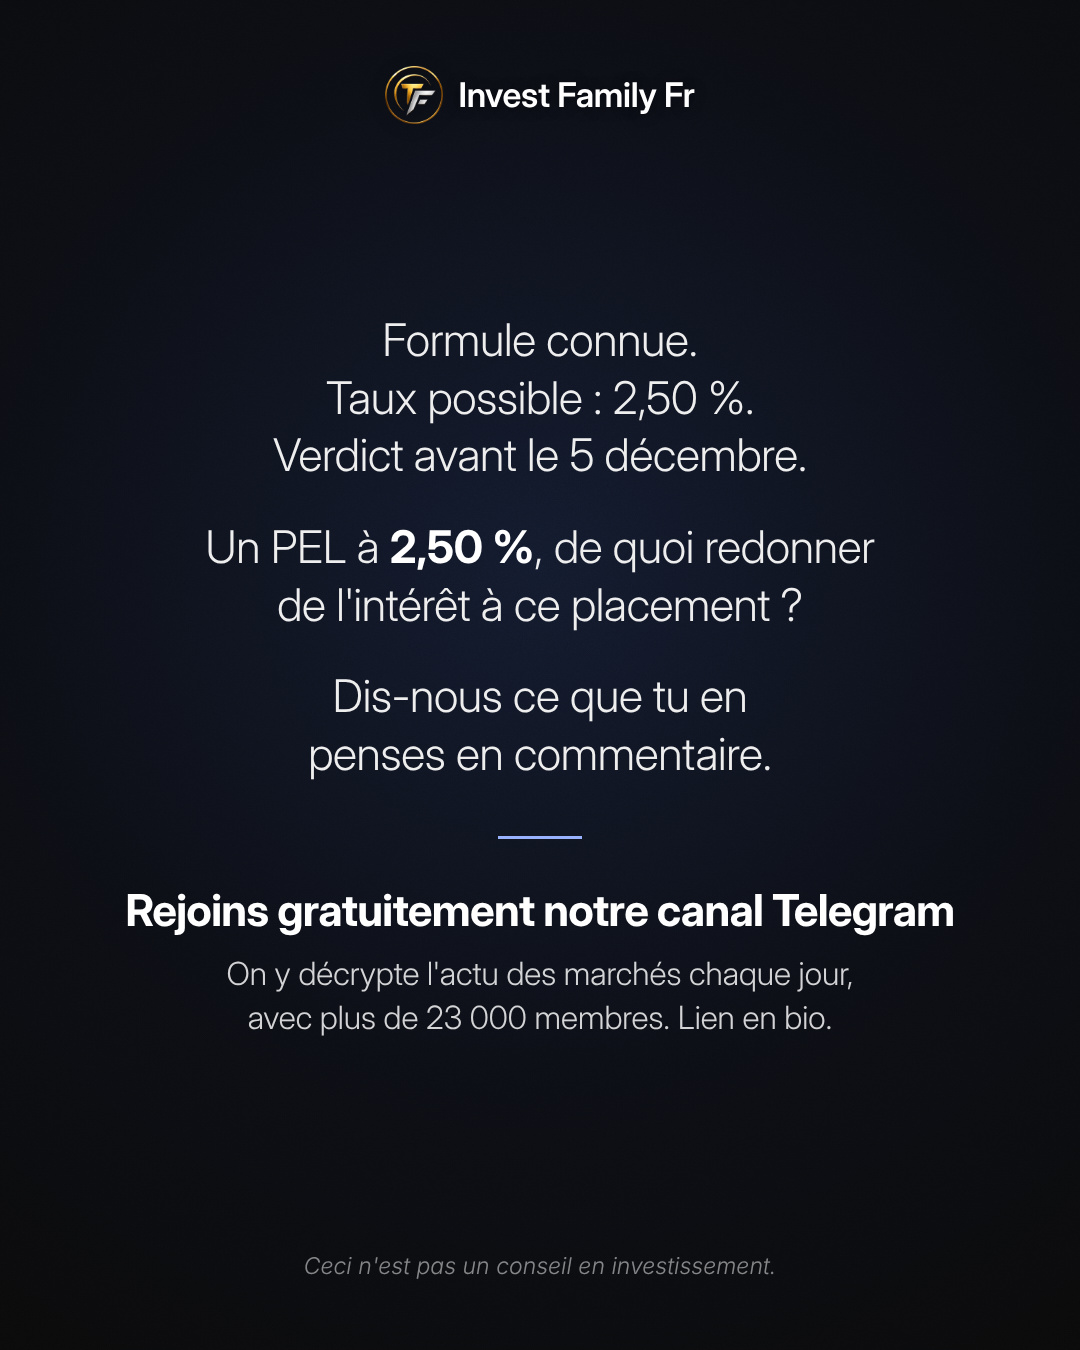 TF Invest Family Fr
Formule connue.
Taux possible : 2,50 %.
Verdict avant le 5 décembre.
Un PEL à 2,50 %, de quoi redonner
de l'intérêt à ce placement ?
Dis-nous ce que tu en
penses en commentaire.
Rejoins gratuitement notre canal Telegram
On y décrypte l'actu des marchés chaque jour,
avec plus de 23 000 membres. Lien en bio.
Ceci n'est pas un conseil en investissement.